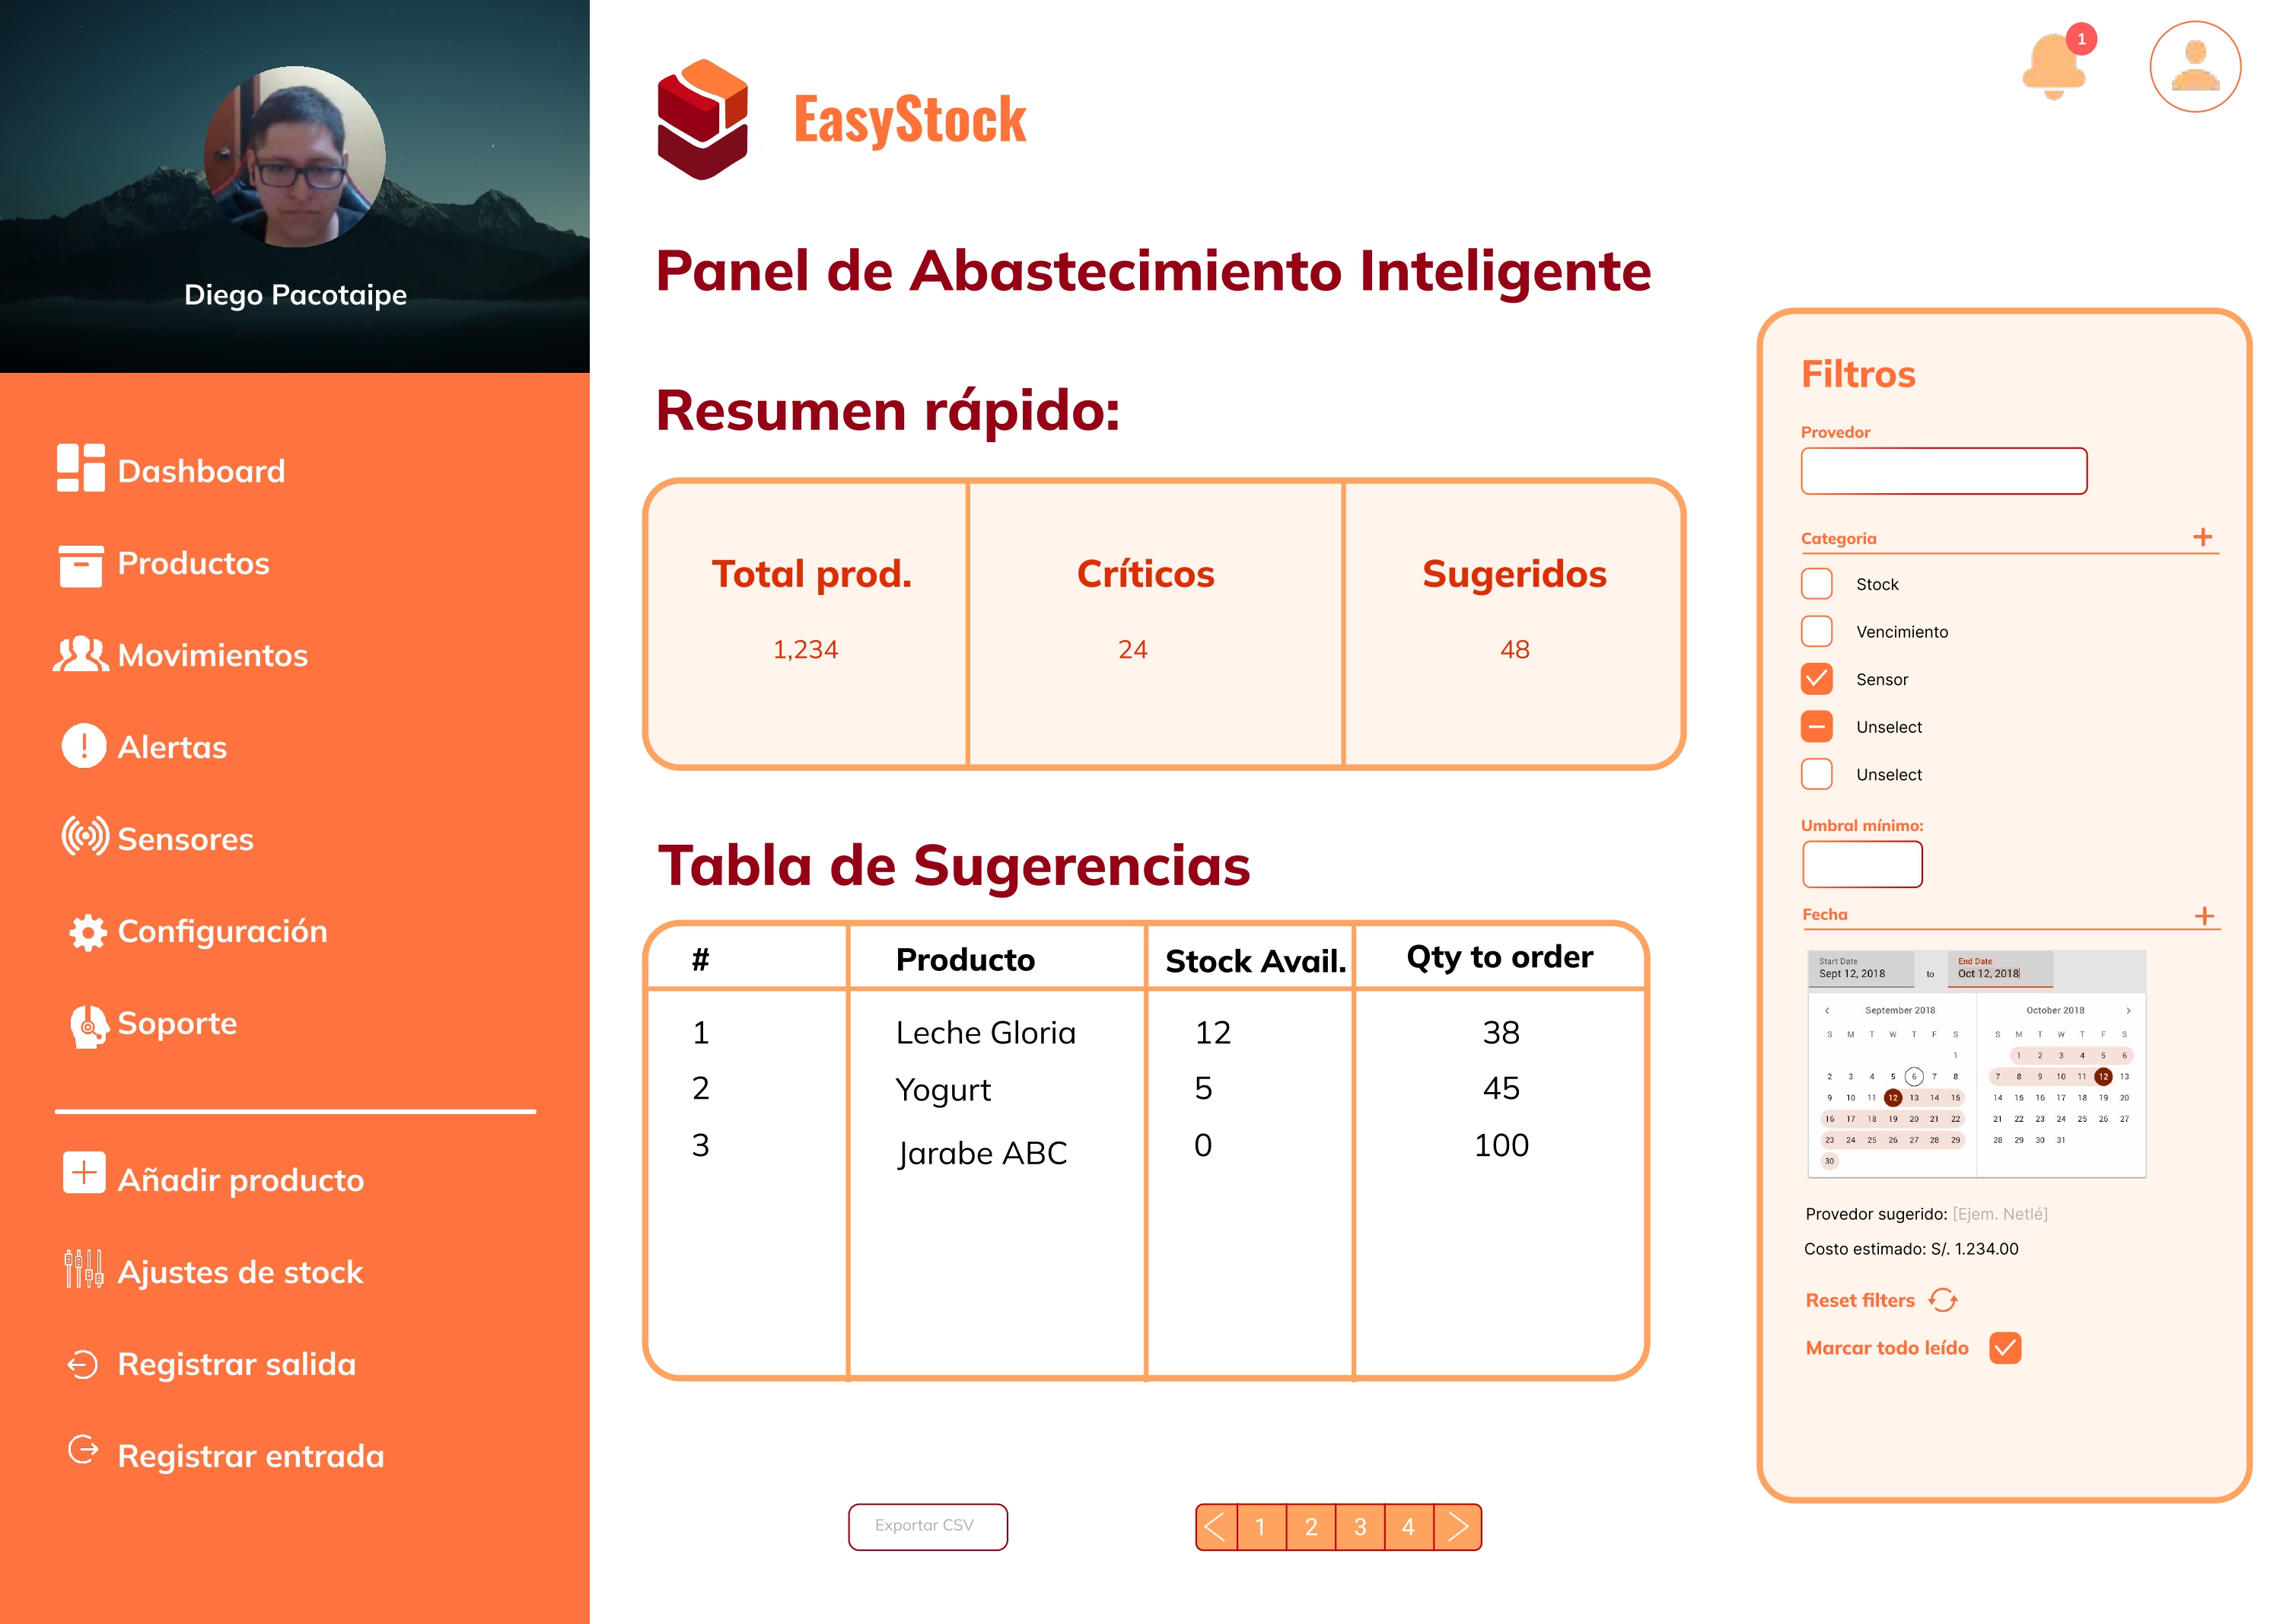 Diego Pacotaipe
Dashboard
Productos
Movimientos
Alertas
Sensores
Configuración
Soporte
Añadir producto
Ajustes de stock
Registrar salida
Registrar entrada
EasyStock
1
Panel de Abastecimiento Inteligente
Resumen rápido:
Total prod. Críticos Sugeridos
1,234 24 48
Tabla de Sugerencias
# Producto Stock Avail. Qty to order
1 Leche Gloria 12 38
2 Yogurt 5 45
3 Jarabe ABC 0 100
Exportar CSV
1 2 3 4
Filtros
Provedor
Categoria
Stock
Vencimiento
Sensor
Unselect
Unselect
Umbral mínimo:
Fecha
Start Date End Date
Sept 12, 2018 to Oct 12, 2018
September 2018
S M T W T F S
1
2 3 4 5 6 7 8
9 10 11 12 13 14 15
16 17 18 19 20 21 22
23 24 25 26 27 28 29
30
October 2018
S M T W T F S
1 2 3 4 5 6
7 8 9 10 11 12 13
14 15 16 17 18 19 20
21 22 23 24 25 26 27
28 29 30 31
Provedor sugerido: [Ejem. Netlé]
Costo estimado: S/. 1.234.00
Reset filters
Marcar todo leído